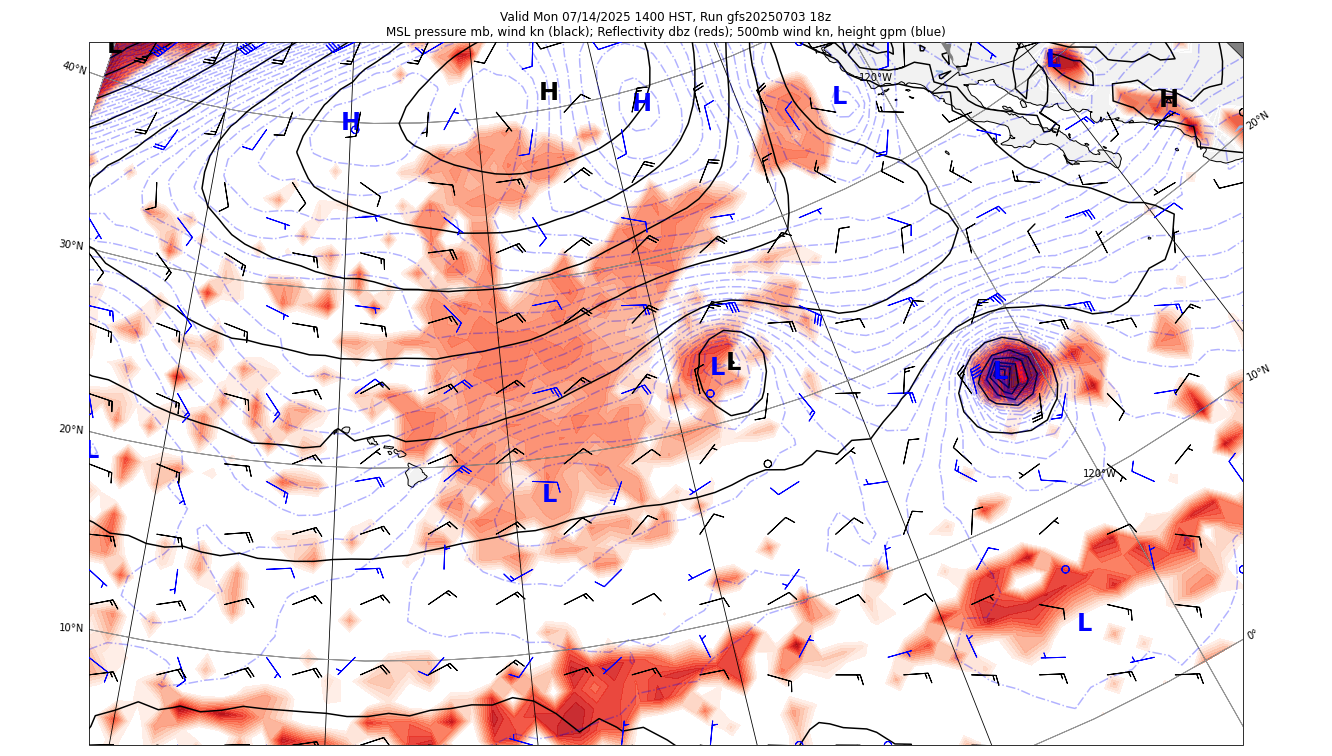 Valid Mon 07/14/2025 1400 HST, Run gfs20250703 18z
MSL pressure mb, wind kn (black); Reflectivity dbz (reds); 500mb wind kn, height gpm (blue)
L
L
40°N
120°W
H
H
L
H
H
20°N
30°N
L
L
L
10°N
20°N
L
120°W
L
10°N
L
0°